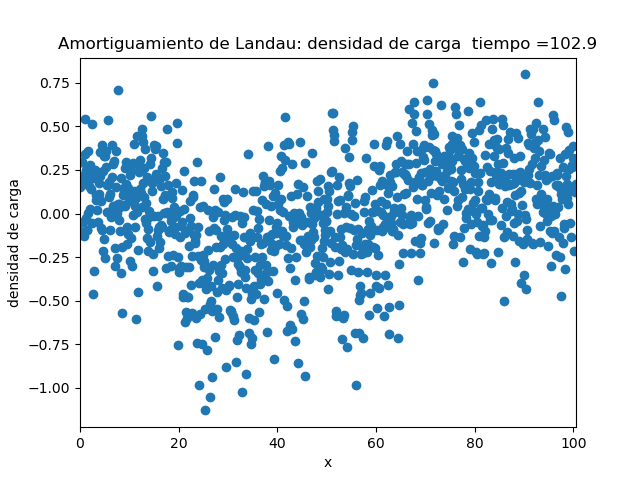 Amortiguamiento de Landau: densidad de carga  tiempo =102.9
densidad de carga
0.75
0.50
0.25
0.00
−0.25
−0.50
−0.75
−1.00
0 20 40 60 80 100
x